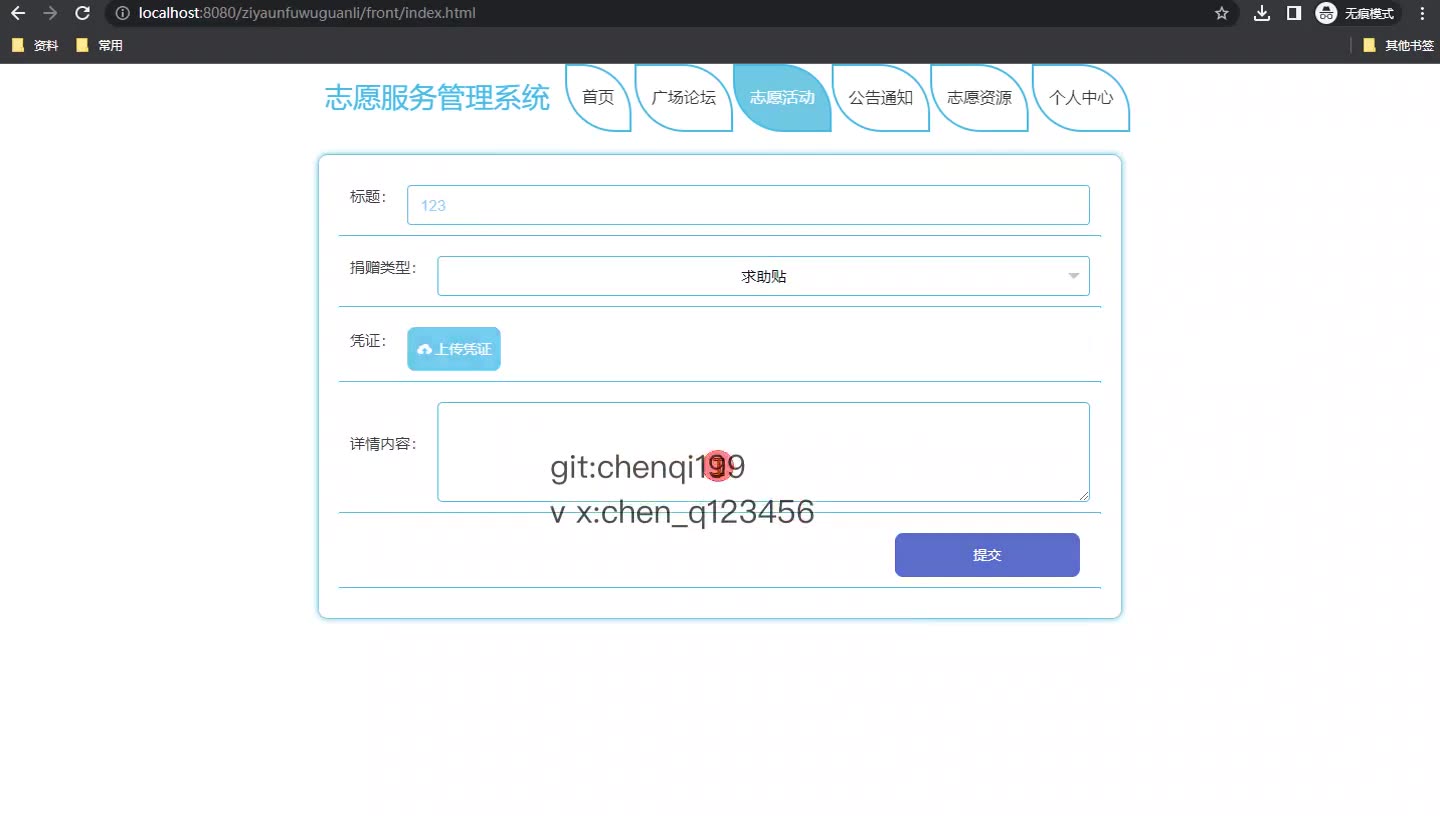 localhost:8080/ziyaunfuwuguanli/front/index.html
无痕模式
资料
常用
其他书签
志愿服务管理系统
首页
广场论坛
志愿活动
公告通知
志愿资源
个人中心
标题：
123
捐赠类型：
求助贴
凭证：
上传凭证
详情内容：
git:chenqi199
v x:chen_q123456
提交